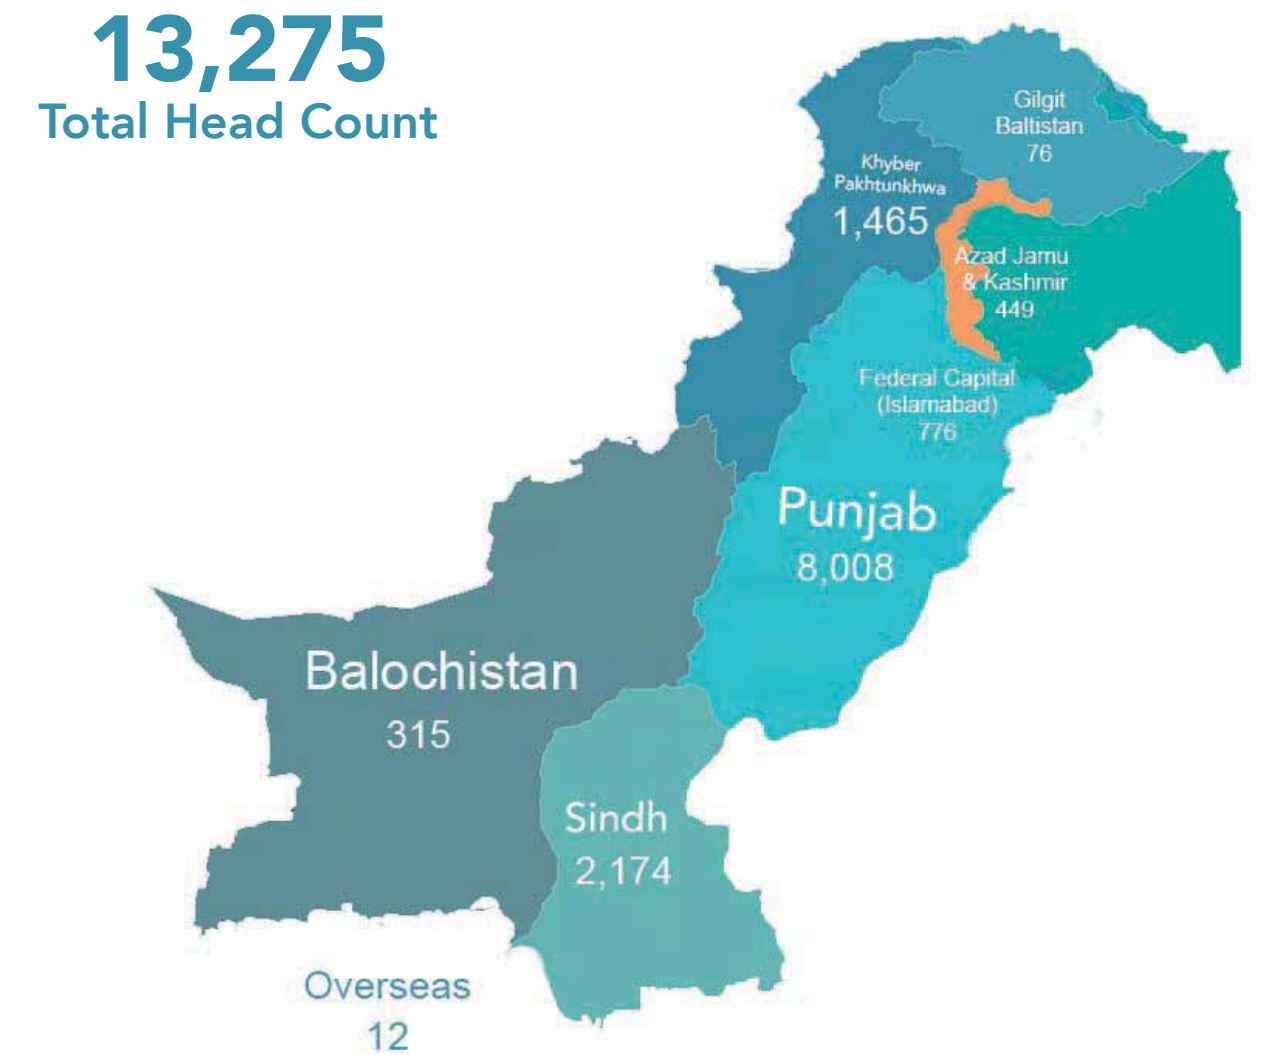 13,275
Total Head Count
Gilgit
Baltistan
76
Khyber
Pakhtunkhwa
1,465
Azad Jamu
& Kashmir
449
Federal Capital
(Islamabad)
776
Punjab
8,008
Balochistan
315
Sindh
2,174
Overseas
12